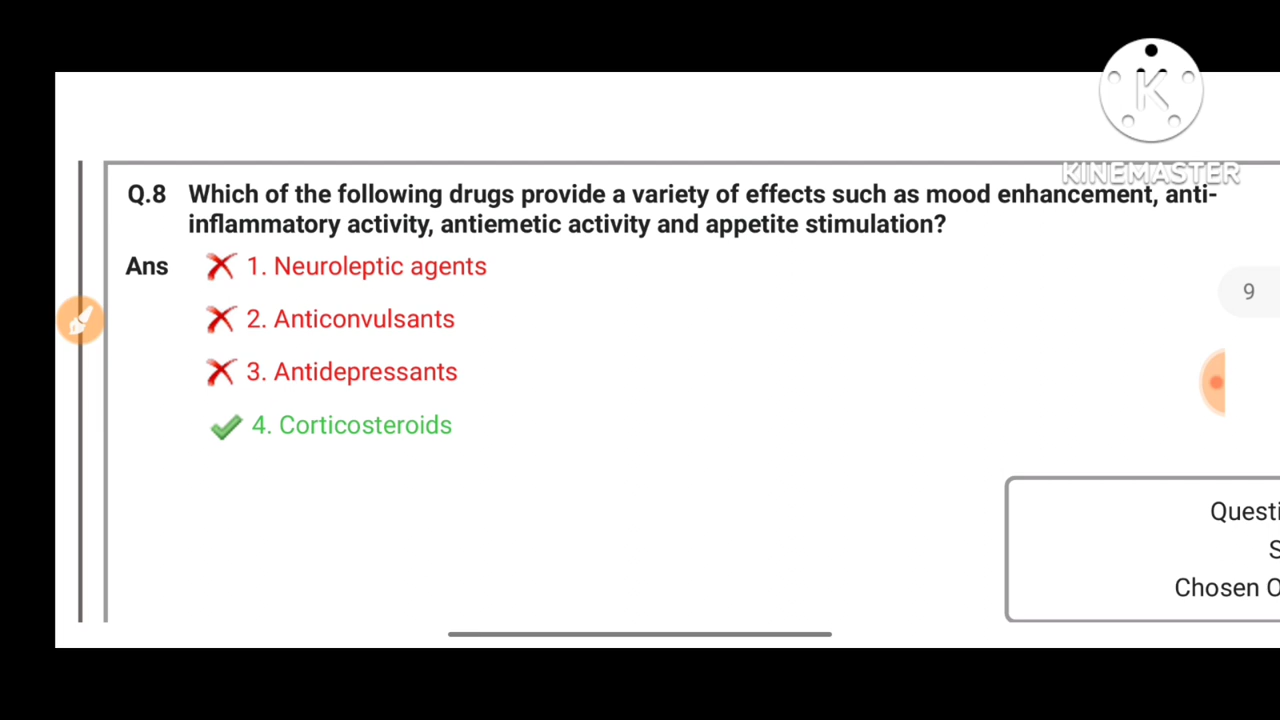 K
KINEMASTER
Q.8 Which of the following drugs provide a variety of effects such as mood enhancement, anti-
inflammatory activity, antiemetic activity and appetite stimulation?
Ans 1. Neuroleptic agents
2. Anticonvulsants
3. Antidepressants
4. Corticosteroids
9
Questi
S
Chosen O